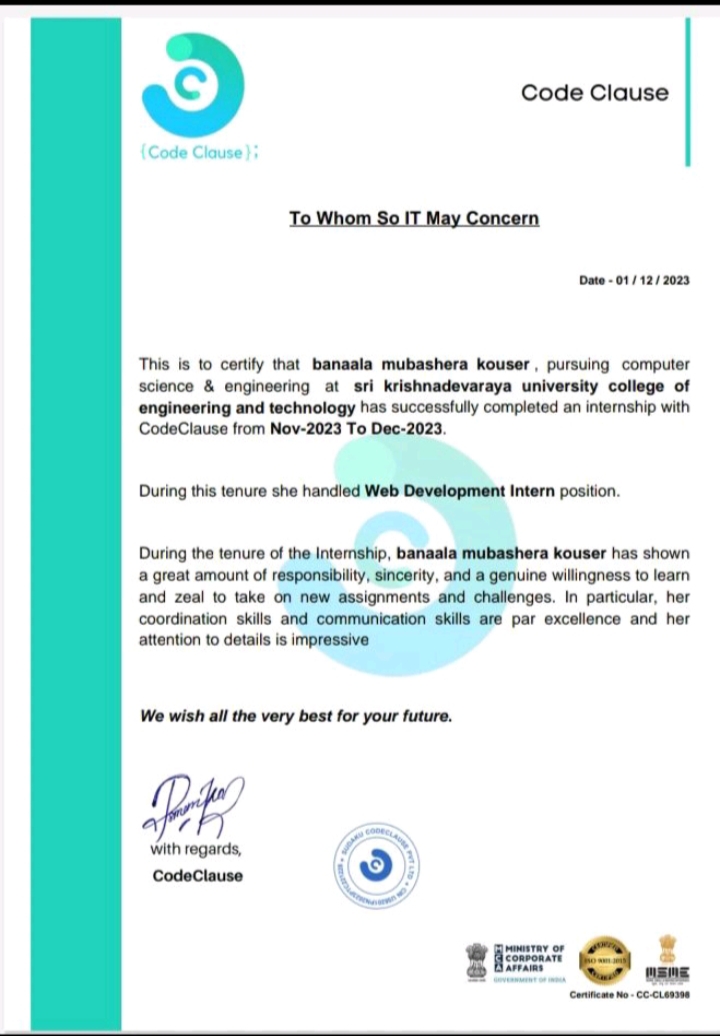 {Code Clause};
Code Clause
To Whom So IT May Concern
Date - 01 / 12 / 2023
This is to certify that banaala mubashera kouser , pursuing computer
science & engineering at sri krishnadevaraya university college of
engineering and technology has successfully completed an internship with
CodeClause from Nov-2023 To Dec-2023.
During this tenure she handled Web Development Intern position.
During the tenure of the Internship, banaala mubashera kouser has shown
a great amount of responsibility, sincerity, and a genuine willingness to learn
and zeal to take on new assignments and challenges. In particular, her
coordination skills and communication skills are par excellence and her
attention to details is impressive
We wish all the very best for your future.
with regards,
CodeClause
SUDAKU CODECLAUSE PVT LTD
MCA
MINISTRY OF
CORPORATE
AFFAIRS
GOVERNMENT OF INDIA
ISO 9001:2015
MSME
Certificate No - CC-CL69398